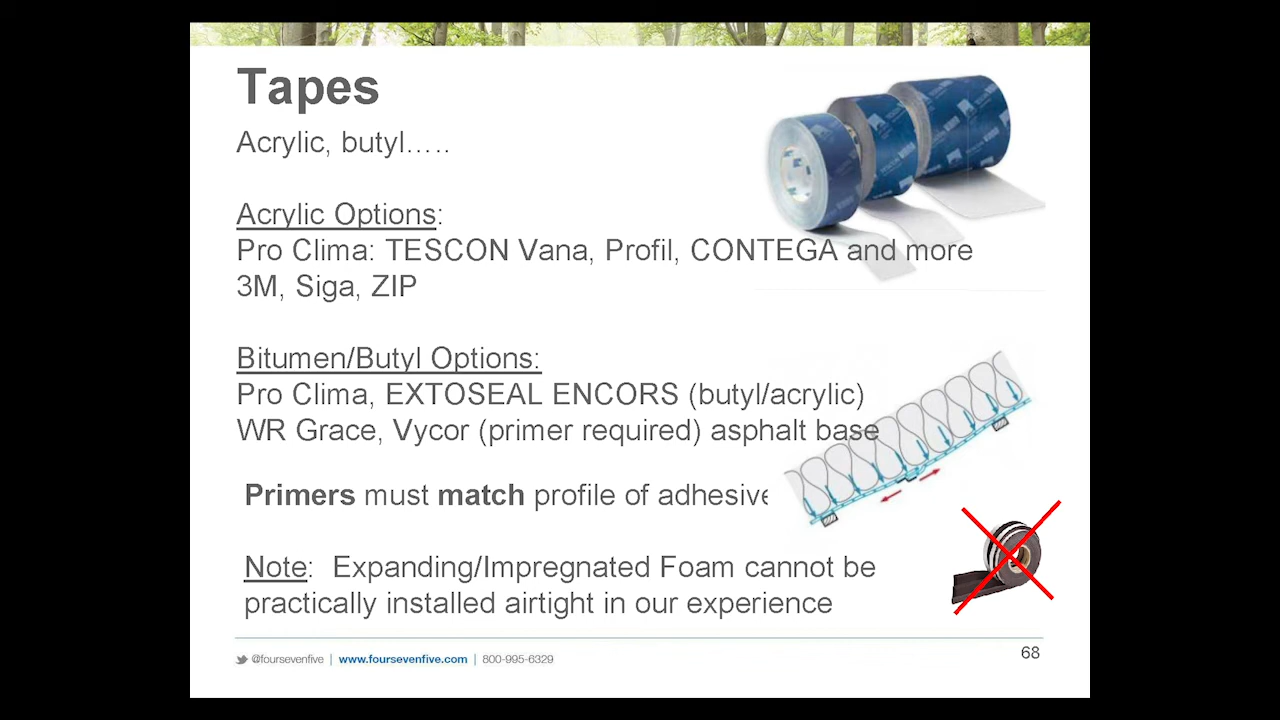 Tapes
Acrylic, butyl…..
Acrylic Options:
Pro Clima: TESCON Vana, Profil, CONTEGA and more
3M, Siga, ZIP
Bitumen/Butyl Options:
Pro Clima, EXTOSEAL ENCORS (butyl/acrylic)
WR Grace, Vycor (primer required) asphalt base
Primers must match profile of adhesive
Note: Expanding/Impregnated Foam cannot be
practically installed airtight in our experience
@foursevenfive | www.foursevenfive.com | 800-995-6329
68